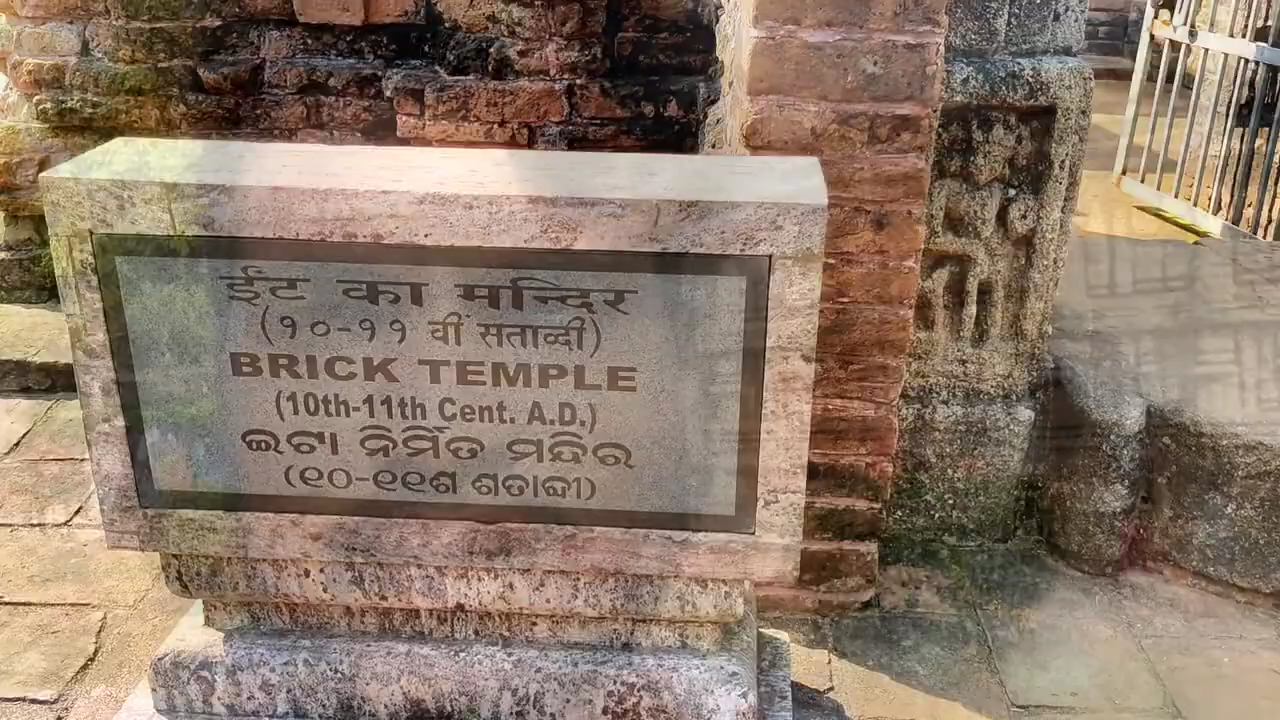 ईंट का मन्दिर
(१०-११ वीं सताब्दी)
BRICK TEMPLE
(10th-11th Cent. A.D.)
ଇଟା ନିର୍ମିତ ମନ୍ଦିର
(୧୦-୧୧ଶ ଶତାବ୍ଦୀ)